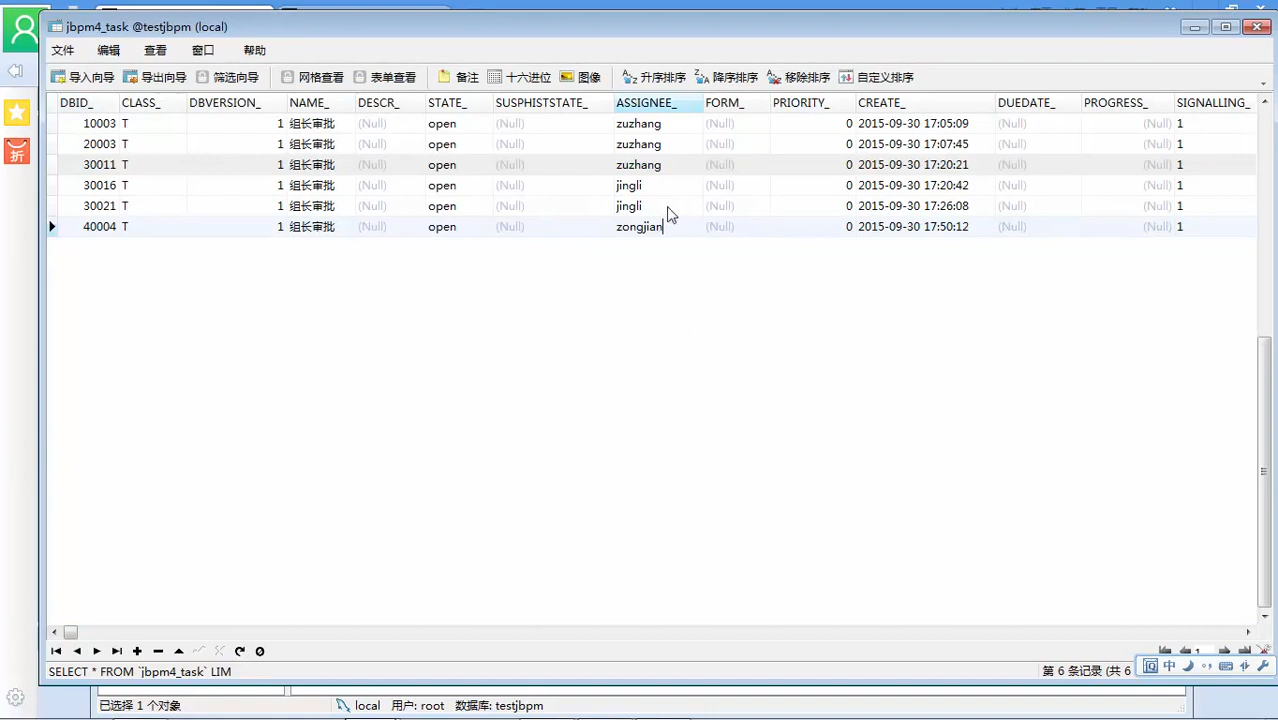 jbpm4_task @testjbpm (local)
文件 编辑 查看 窗口 帮助
导入向导 导出向导 筛选向导 网格查看 表单查看 备注 十六进位 图像 升序排序 降序排序 移除排序 自定义排序
DBID_ CLASS_ DBVERSION_ NAME_ DESCR_ STATE_ SUSPHISTSTATE_ ASSIGNEE_ FORM_ PRIORITY_ CREATE_ DUEDATE_ PROGRESS_ SIGNALLING_
10003 T 1 组长审批 (Null) open (Null) zuzhang (Null) 0 2015-09-30 17:05:09 (Null) (Null) 1
20003 T 1 组长审批 (Null) open (Null) zuzhang (Null) 0 2015-09-30 17:07:45 (Null) (Null) 1
30011 T 1 组长审批 (Null) open (Null) zuzhang (Null) 0 2015-09-30 17:20:21 (Null) (Null) 1
30016 T 1 组长审批 (Null) open (Null) jingli (Null) 0 2015-09-30 17:20:42 (Null) (Null) 1
30021 T 1 组长审批 (Null) open (Null) jingli (Null) 0 2015-09-30 17:26:08 (Null) (Null) 1
40004 T 1 组长审批 (Null) open (Null) zongjian (Null) 0 2015-09-30 17:50:12 (Null) (Null) 1
折
1
SELECT * FROM `jbpm4_task` LIM 第 6 条记录 (共 6 中
已选择 1 个对象 local 用户: root 数据库: testjbpm